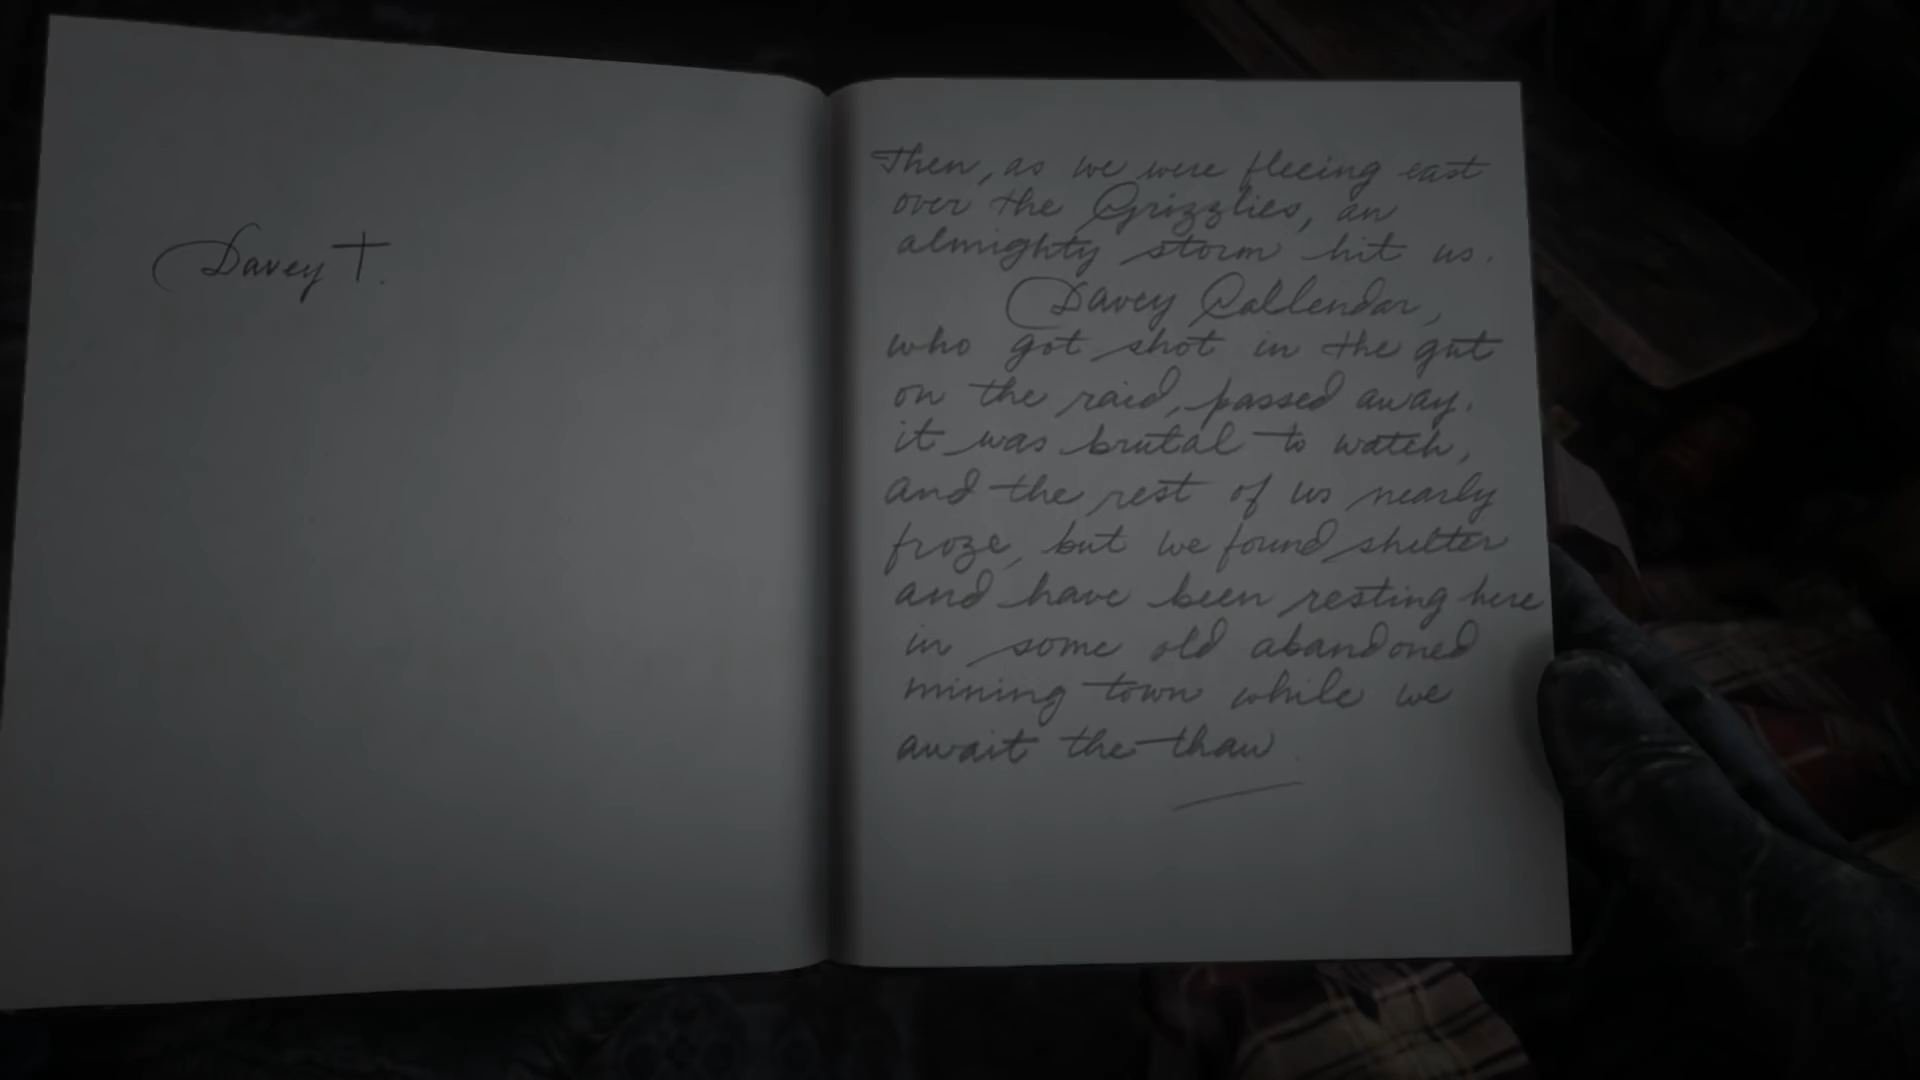 Davey T.
Then, as we were fleeing east
over the Grizzlies, an
almighty storm hit us.
Davey Callendar,
who got shot in the gut
on the raid, passed away.
it was brutal to watch,
and the rest of us nearly
froze, but we found shelter
and have been resting here
in some old abandoned
mining town while we
await the thaw.